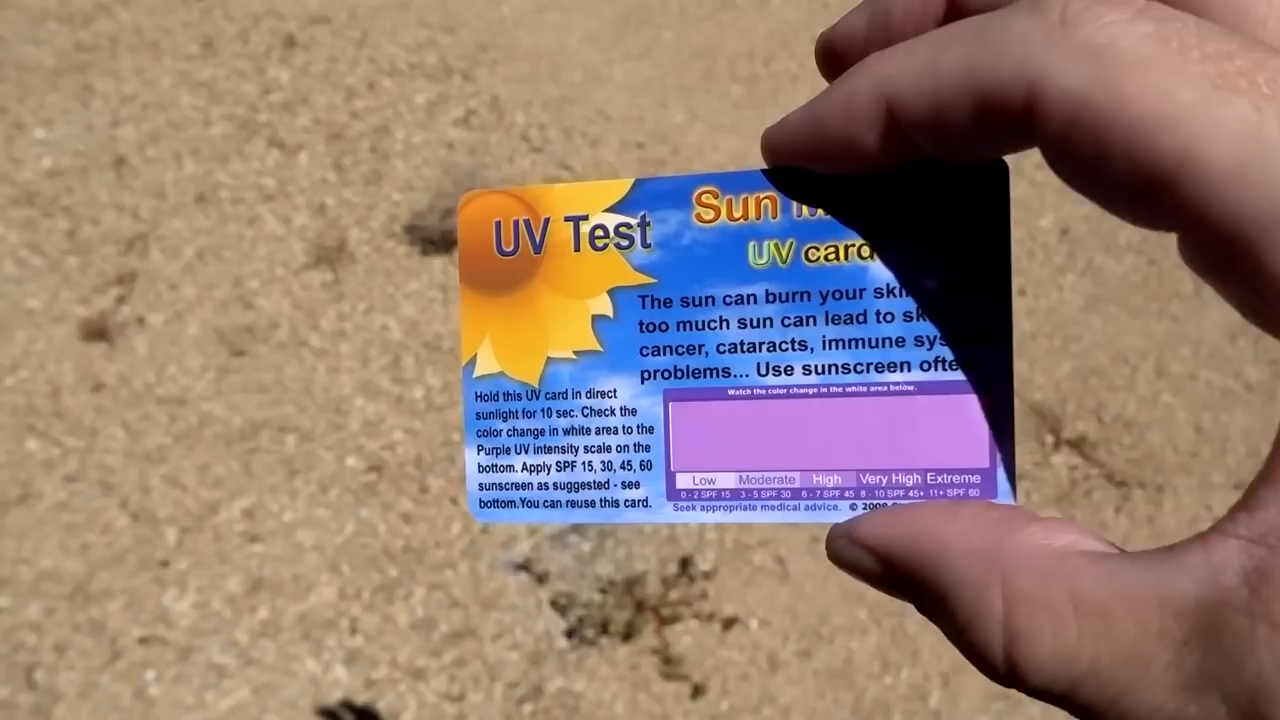 UV Test
Sun
UV card
The sun can burn your
too much sun can lead to
cancer, cataracts, immune
problems... Use sunscreen
Hold this UV card in direct
sunlight for 10 sec. Check the
color change in white area to the
Purple UV intensity scale on the
bottom. Apply SPF 15, 30, 45, 60
sunscreen as suggested - see
bottom.You can reuse this card.
Watch the color change in the white area below.
Low Moderate High Very High Extreme
0 - 2 SPF 15 3 - 5 SPF 30 6 - 7 SPF 45 8 - 10 SPF 45+ 11+ SPF 60
Seek appropriate medical advice. ©